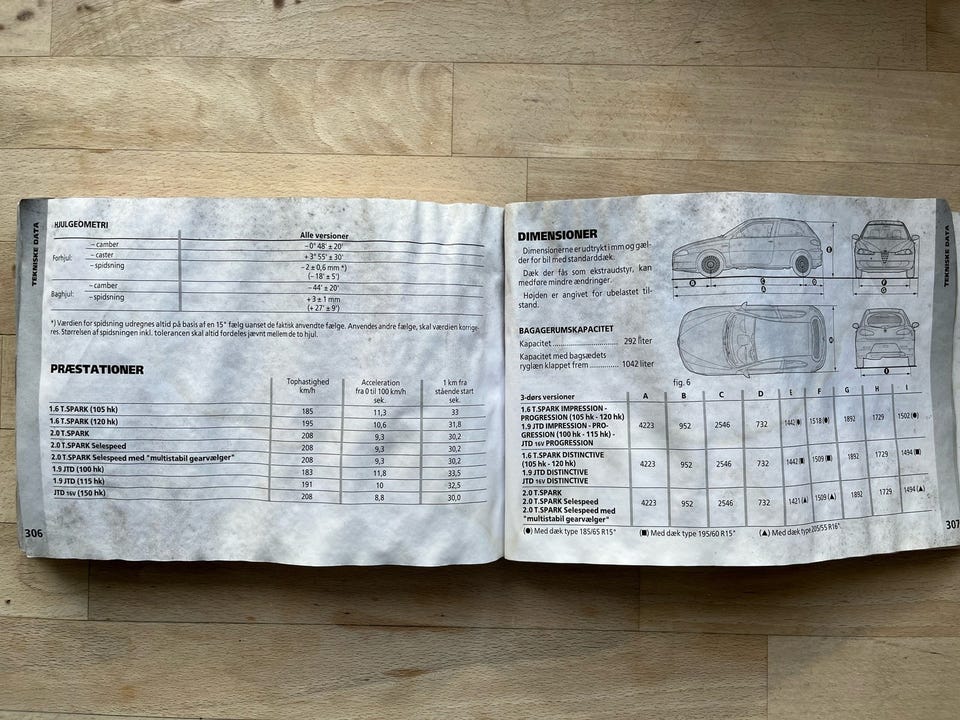 TEKNISKE DATA
HJULGEOMETRI
Alle versioner
Forhjul: – camber – 0° 48' ± 20'
– caster + 3° 55' ± 30'
– spidsning – 2 ± 0,6 mm *)
(– 18' ± 5')
Baghjul: – camber – 44' ± 20'
– spidsning + 3 ± 1 mm
(+ 27' ± 9')
*) Værdien for spidsning udregnes altid på basis af en 15" fælg uanset de faktisk anvendte fælge. Anvendes andre fælge, skal værdien korrige-
res. Størrelsen af spidsningen inkl. tolerancen skal altid fordeles jævnt mellem de to hjul.
PRÆSTATIONER
Tophastighed km/h Acceleration fra 0 til 100 km/h sek. 1 km fra stående start sek.
1.6 T.SPARK (105 hk) 185 11,3 33
1.6 T.SPARK (120 hk) 195 10,6 31,8
2.0 T.SPARK 208 9,3 30,2
2.0 T.SPARK Selespeed 208 9,3 30,2
2.0 T.SPARK Selespeed med "multistabil gearvælger" 208 9,3 30,2
1.9 JTD (100 hk) 183 11,8 33,5
1.9 JTD (115 hk) 191 10 32,5
JTD 16V (150 hk) 208 8,8 30,0
306
DIMENSIONER
Dimensionerne er udtrykt i mm og gæl-
der for bil med standarddæk.
Dæk der fås som ekstraudstyr, kan
medføre mindre ændringer.
Højden er angivet for ubelastet til-
stand.
BAGAGERUMSKAPACITET
Kapacitet .............................. 292 liter
Kapacitet med bagsædets
ryglæn klappet frem ............. 1042 liter
fig. 6
3-dørs versioner A B C D E F G H I
1.6 T.SPARK IMPRESSION -
PROGRESSION (105 hk - 120 hk)
1.9 JTD IMPRESSION - PRO-
GRESSION (100 hk - 115 hk) -
JTD 16V PROGRESSION
4223 952 2546 732 1442 (●) 1518 (●) 1892 1729 1502 (●)
1.6 T.SPARK DISTINCTIVE
(105 hk - 120 hk)
1.9 JTD DISTINCTIVE
JTD 16V DISTINCTIVE
4223 952 2546 732 1442 (■) 1509 (■) 1892 1729 1494 (■)
2.0 T.SPARK
2.0 T.SPARK Selespeed
2.0 T.SPARK Selespeed med
"multistabil gearvælger"
4223 952 2546 732 1421 (▲) 1509 (▲) 1892 1729 1494 (▲)
(●) Med dæk type 185/65 R15" (■) Med dæk type 195/60 R15" (▲) Med dæk type 205/55 R16"
TEKNISKE DATA
307